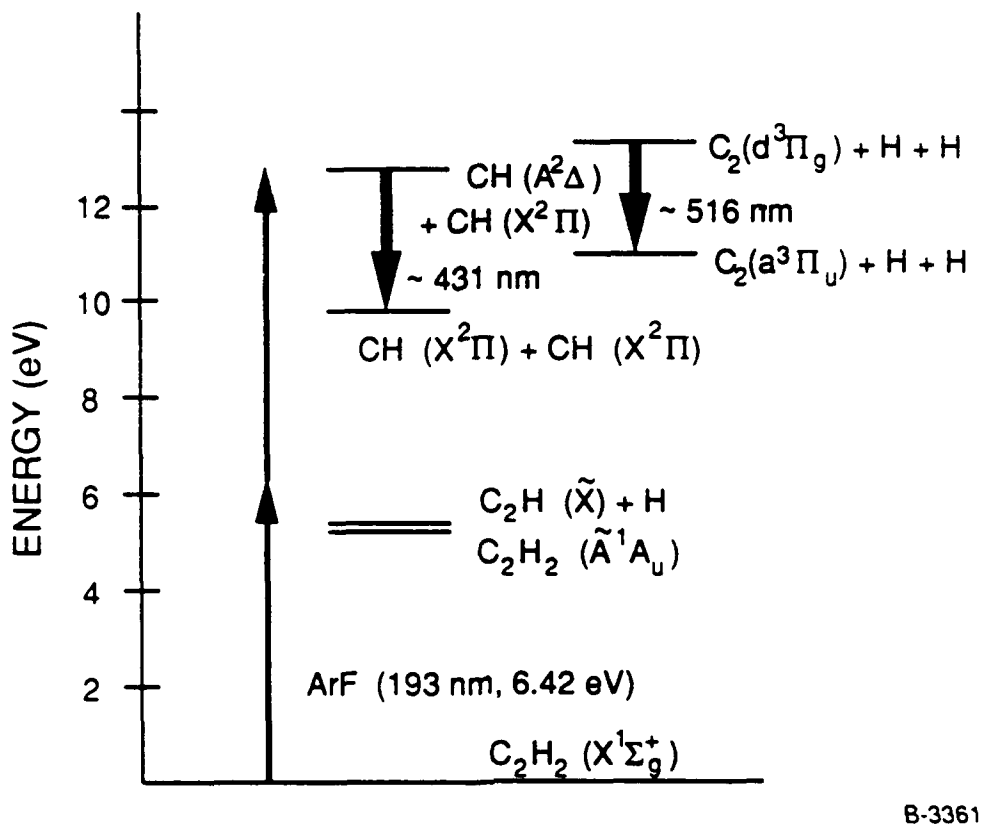 ENERGY (eV)
12
10
8
6
4
2
CH (A²Δ)
+ CH (X²Π)
~ 431 nm
CH (X²Π) + CH (X²Π)
C₂(d³Πg) + H + H
~ 516 nm
C₂(a³Πᵤ) + H + H
C₂H (X̃) + H
C₂H₂ (òAᵤ)
ArF (193 nm, 6.42 eV)
C₂H₂ (X¹Σg⁺)
B-3361